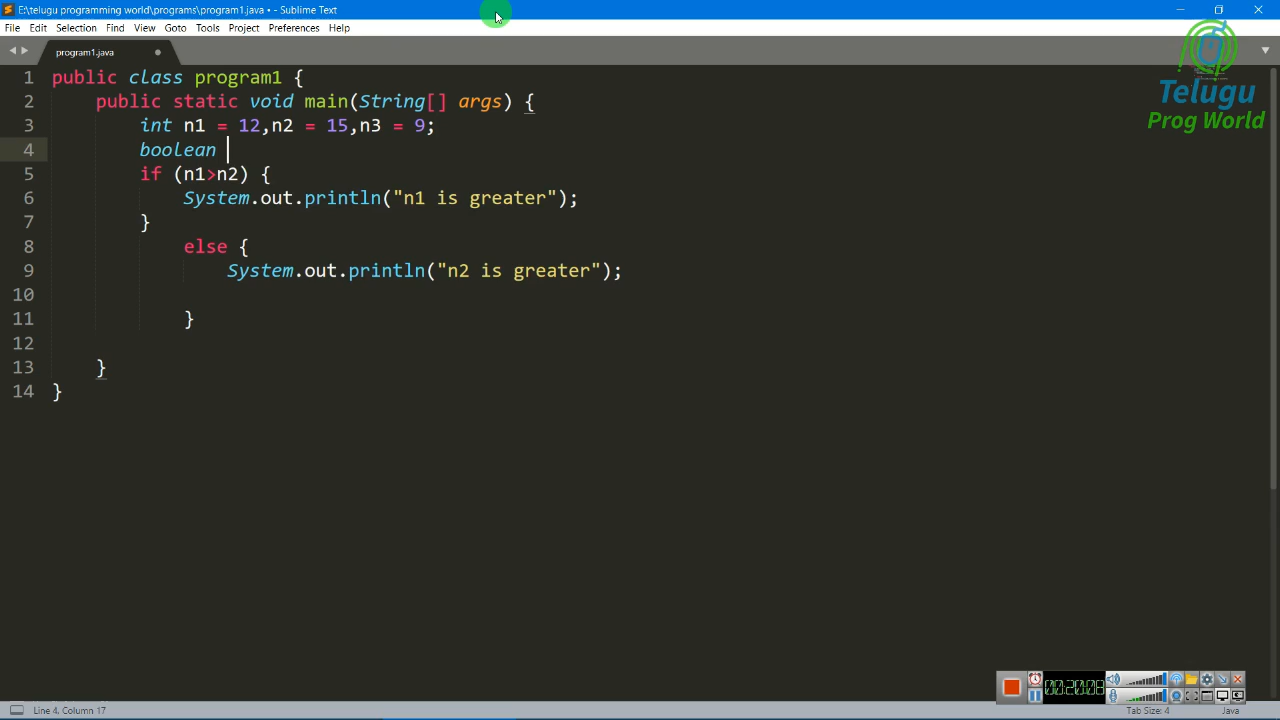 E:\telugu programming world\programs\program1.java • - Sublime Text
File Edit Selection Find View Goto Tools Project Preferences Help
program1.java
Telugu
Prog World
1 public class program1 {
2 public static void main(String[] args) {
3 int n1 = 12,n2 = 15,n3 = 9;
4 boolean
5 if (n1>n2) {
6 System.out.println("n1 is greater");
7 }
8 else {
9 System.out.println("n2 is greater");
10
11 }
12
13 }
14 }
00:20:08
Line 4, Column 17
Tab Size: 4
Java